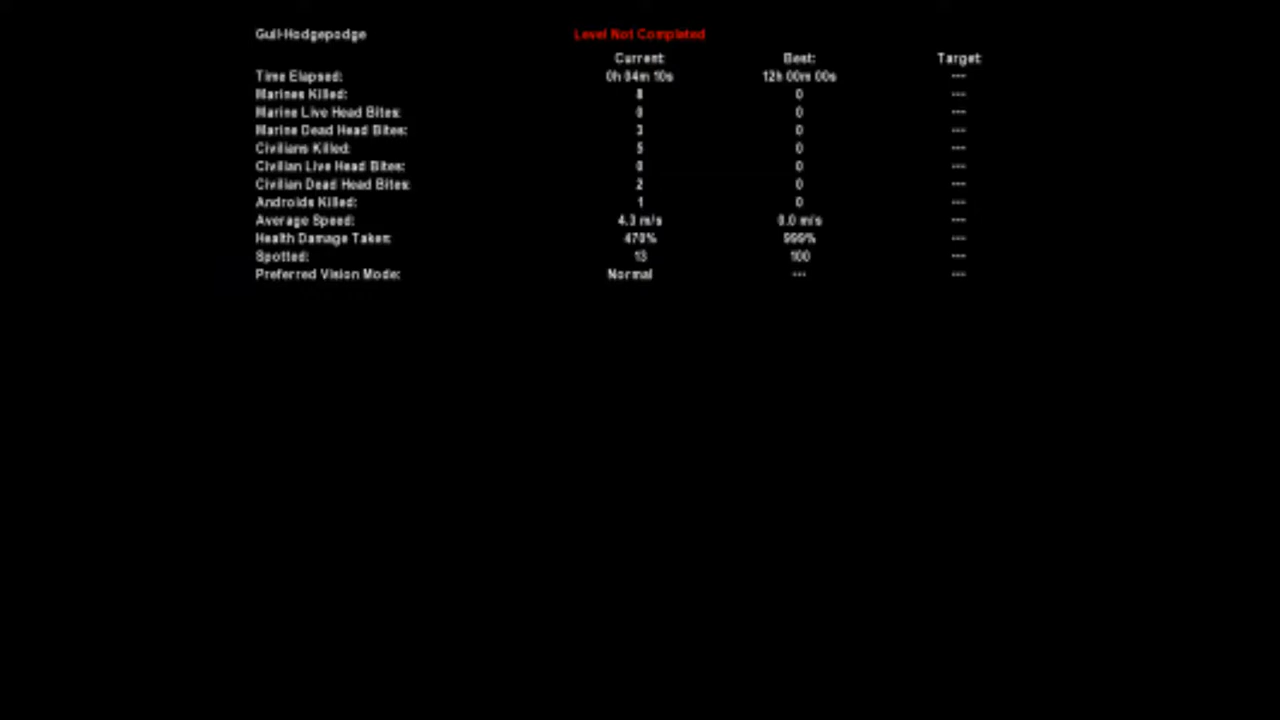 Gull-Hodgepodge Level Not Completed
Current: Best: Target:
Time Elapsed: 0h 04m 10s 12h 00m 00s ---
Marines Killed: 8 0 ---
Marine Live Head Bites: 0 0 ---
Marine Dead Head Bites: 3 0 ---
Civilians Killed: 5 0 ---
Civilian Live Head Bites: 0 0 ---
Civilian Dead Head Bites: 2 0 ---
Androids Killed: 1 0 ---
Average Speed: 4.3 m/s 0.0 m/s ---
Health Damage Taken: 470% 999% ---
Spotted: 13 100 ---
Preferred Vision Mode: Normal --- ---